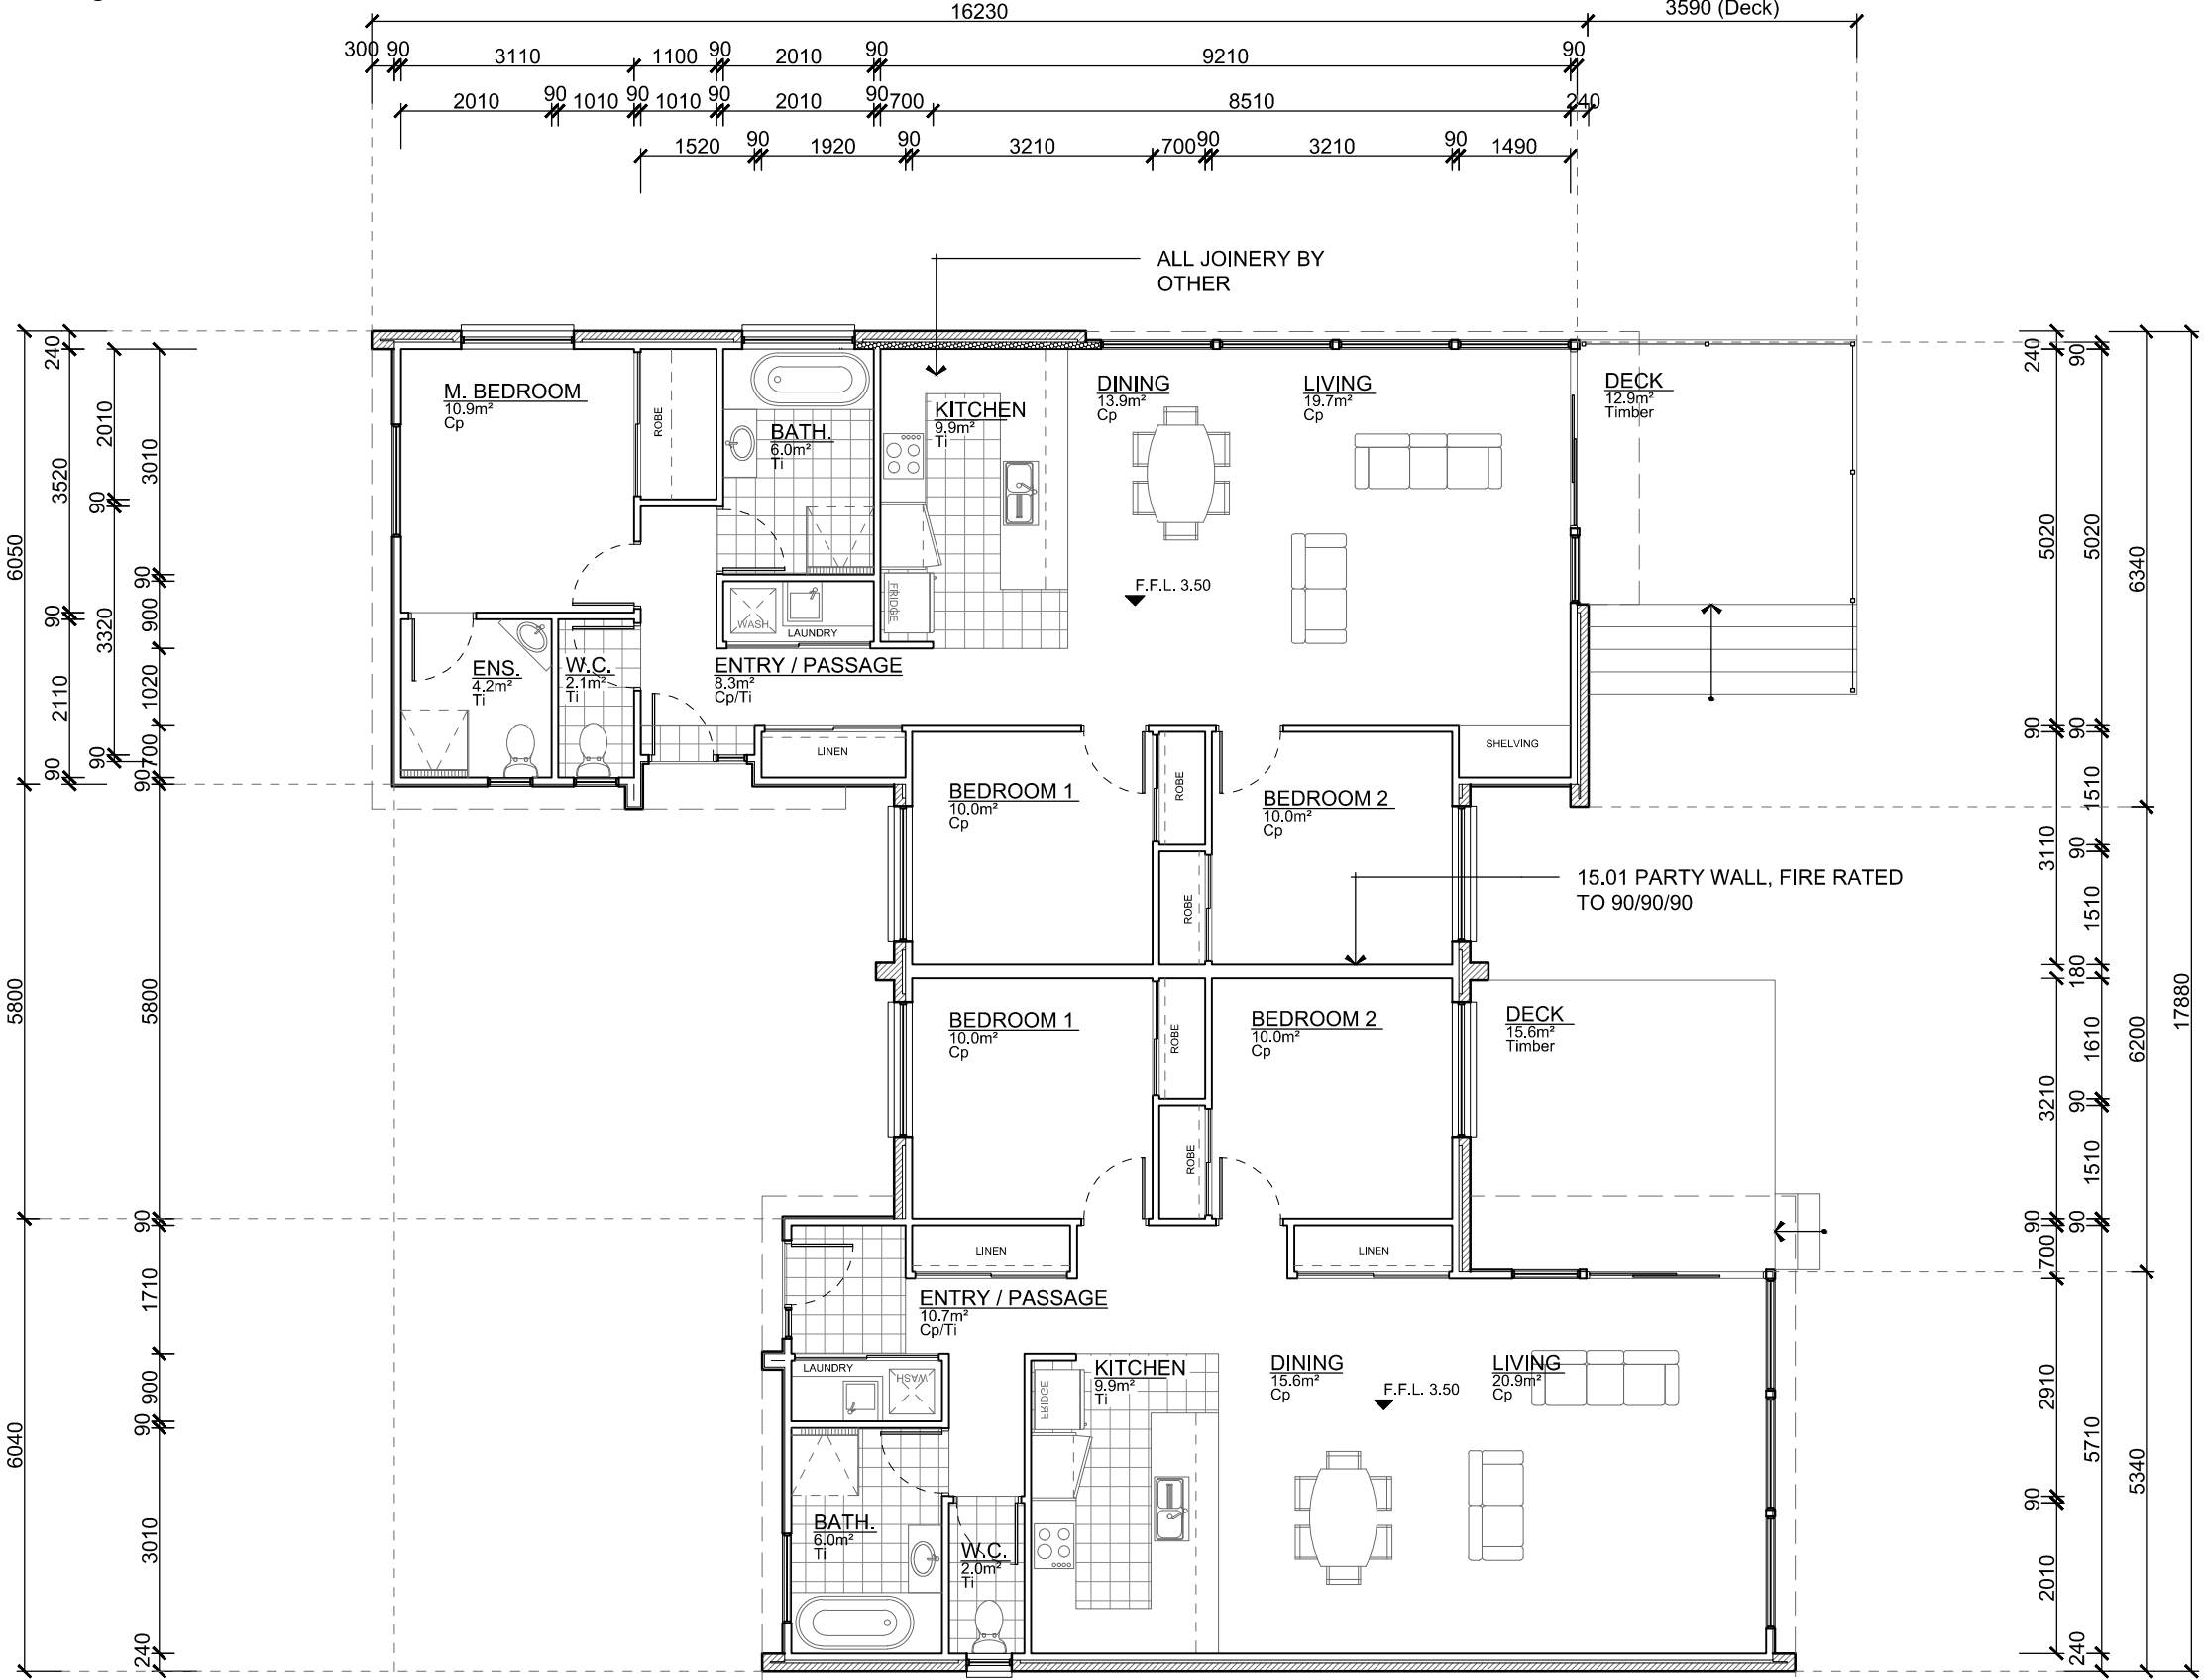 16230
3590 (Deck)
300 90 3110 1100 90 2010 90 9210 90
2010 90 1010 90 1010 90 2010 90 700 8510 240
1520 90 1920 90 3210 700 90 3210 90 1490
ALL JOINERY BY
OTHER
M. BEDROOM
10.9m²
Cp
ROBE
BATH.
6.0m²
Ti
KITCHEN
9.9m²
Ti
DINING
13.9m²
Cp
LIVING
19.7m²
Cp
DECK
12.9m²
Timber
F.F.L. 3.50
FRIDGE
WASH
LAUNDRY
ENS.
4.2m²
Ti
W.C.
2.1m²
Ti
ENTRY / PASSAGE
8.3m²
Cp/Ti
LINEN
SHELVING
BEDROOM 1
10.0m²
Cp
ROBE
ROBE
BEDROOM 2
10.0m²
Cp
15.01 PARTY WALL, FIRE RATED
TO 90/90/90
BEDROOM 1
10.0m²
Cp
ROBE
ROBE
BEDROOM 2
10.0m²
Cp
DECK
15.6m²
Timber
LINEN
LINEN
ENTRY / PASSAGE
10.7m²
Cp/Ti
LAUNDRY
WASH
FRIDGE
KITCHEN
9.9m²
Ti
DINING
15.6m²
Cp
F.F.L. 3.50
LIVING
20.9m²
Cp
BATH.
6.0m²
Ti
W.C.
2.0m²
Ti
6050 5800 6040
240 3520 90 2110 90
2010 90 3320 90
3010 90 900 1020 700 90 5800 90 1710 900 90 3010 240
240 5020 90 3110 3210 90 700 2910 90 2010
90 5020 90 1510 90 1510 180 1610 90 1510 90 5710 240
6340 6200 5340
17880